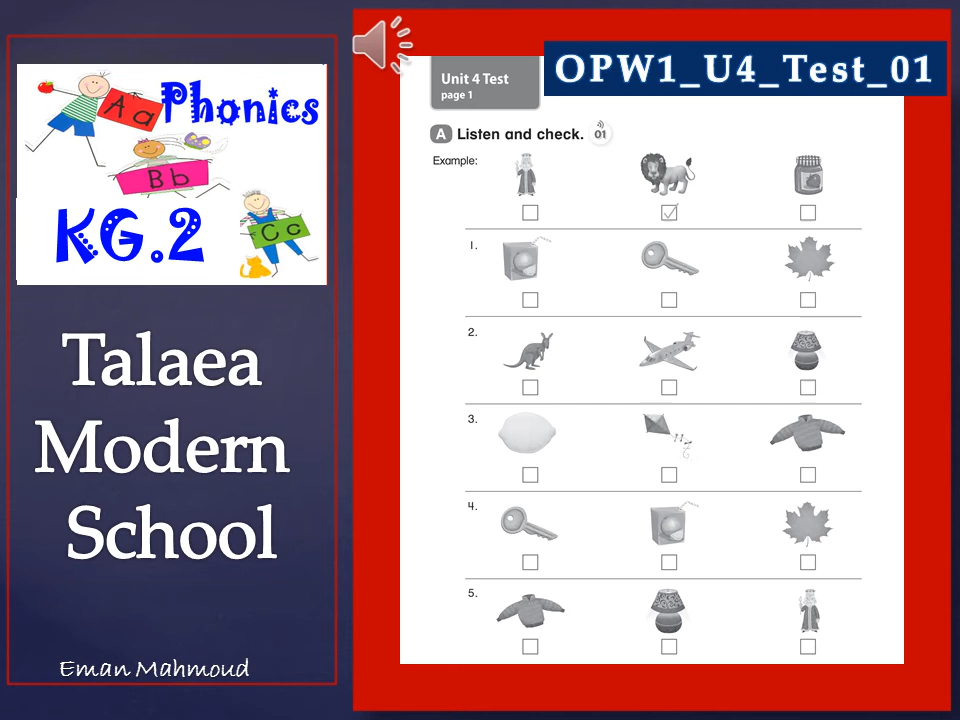 Aa
Phonics
Bb
KG.2
Cc
Talaea
Modern
School
Eman Mahmoud
OPW1_U4_Test_01
Unit 4 Test
page 1
A Listen and check. 01
Example:
1.
2.
3.
4.
5.